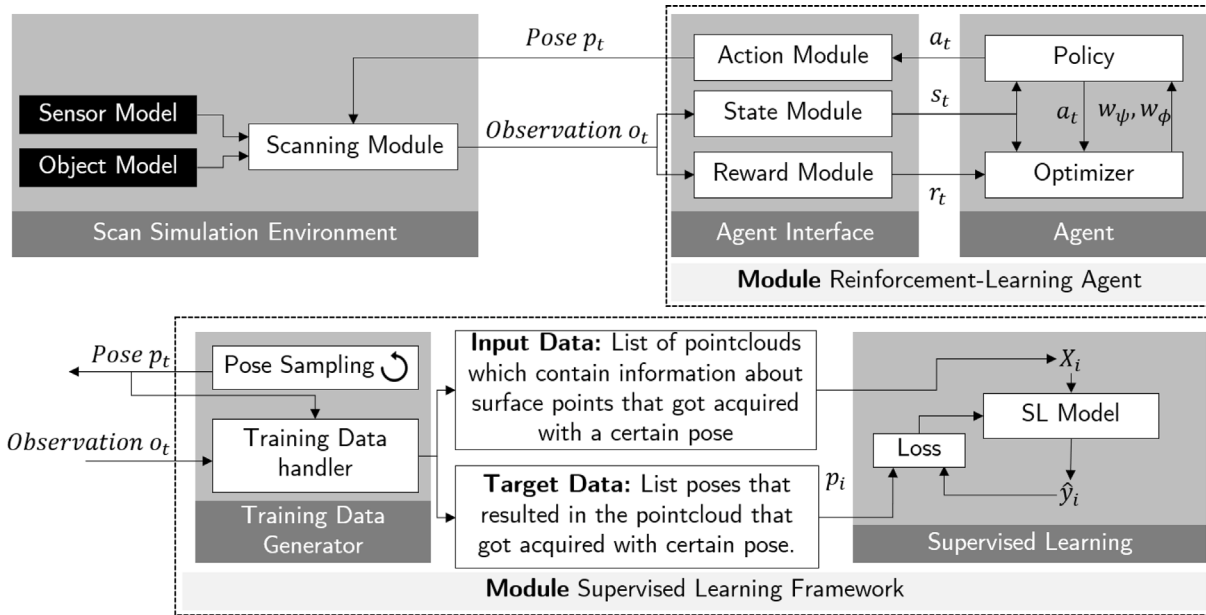 Pose p_t
Sensor Model
Object Model
Scanning Module
Scan Simulation Environment
Observation o_t
Action Module
State Module
Reward Module
Agent Interface
a_t
s_t
r_t
Policy
a_t
w_ψ, w_ϕ
Optimizer
Agent
Module Reinforcement-Learning Agent
Pose p_t
Observation o_t
Pose Sampling
Training Data
handler
Training Data
Generator
Input Data: List of pointclouds
which contain information about
surface points that got acquired
with a certain pose
Target Data: List poses that
resulted in the pointcloud that
got acquired with certain pose.
p_i
X_i
SL Model
Loss
ŷ_i
Supervised Learning
Module Supervised Learning Framework